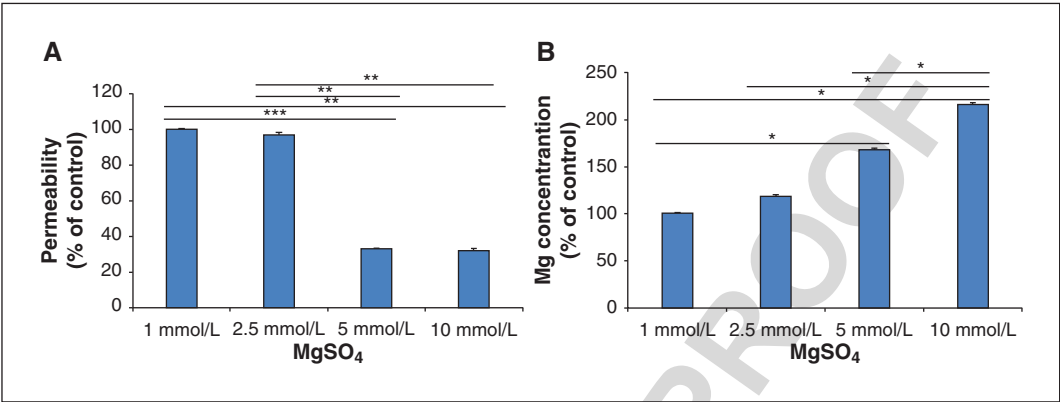 A
Permeability
(% of control)
120
100
80
60
40
20
0
**
**
**
***
1 mmol/L 2.5 mmol/L 5 mmol/L 10 mmol/L
MgSO4
B
Mg concentrantion
(% of control)
250
200
150
100
50
0
*
*
*
*
1 mmol/L 2.5 mmol/L 5 mmol/L 10 mmol/L
MgSO4
PROOF